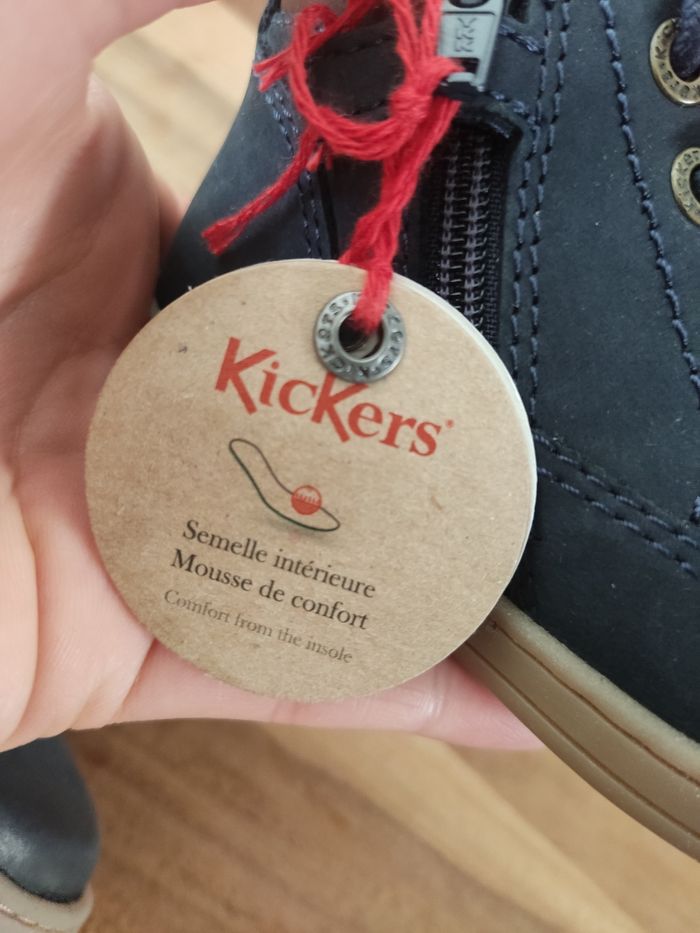 KicKers®
Semelle intérieure
Mousse de confort
Comfort from the insole